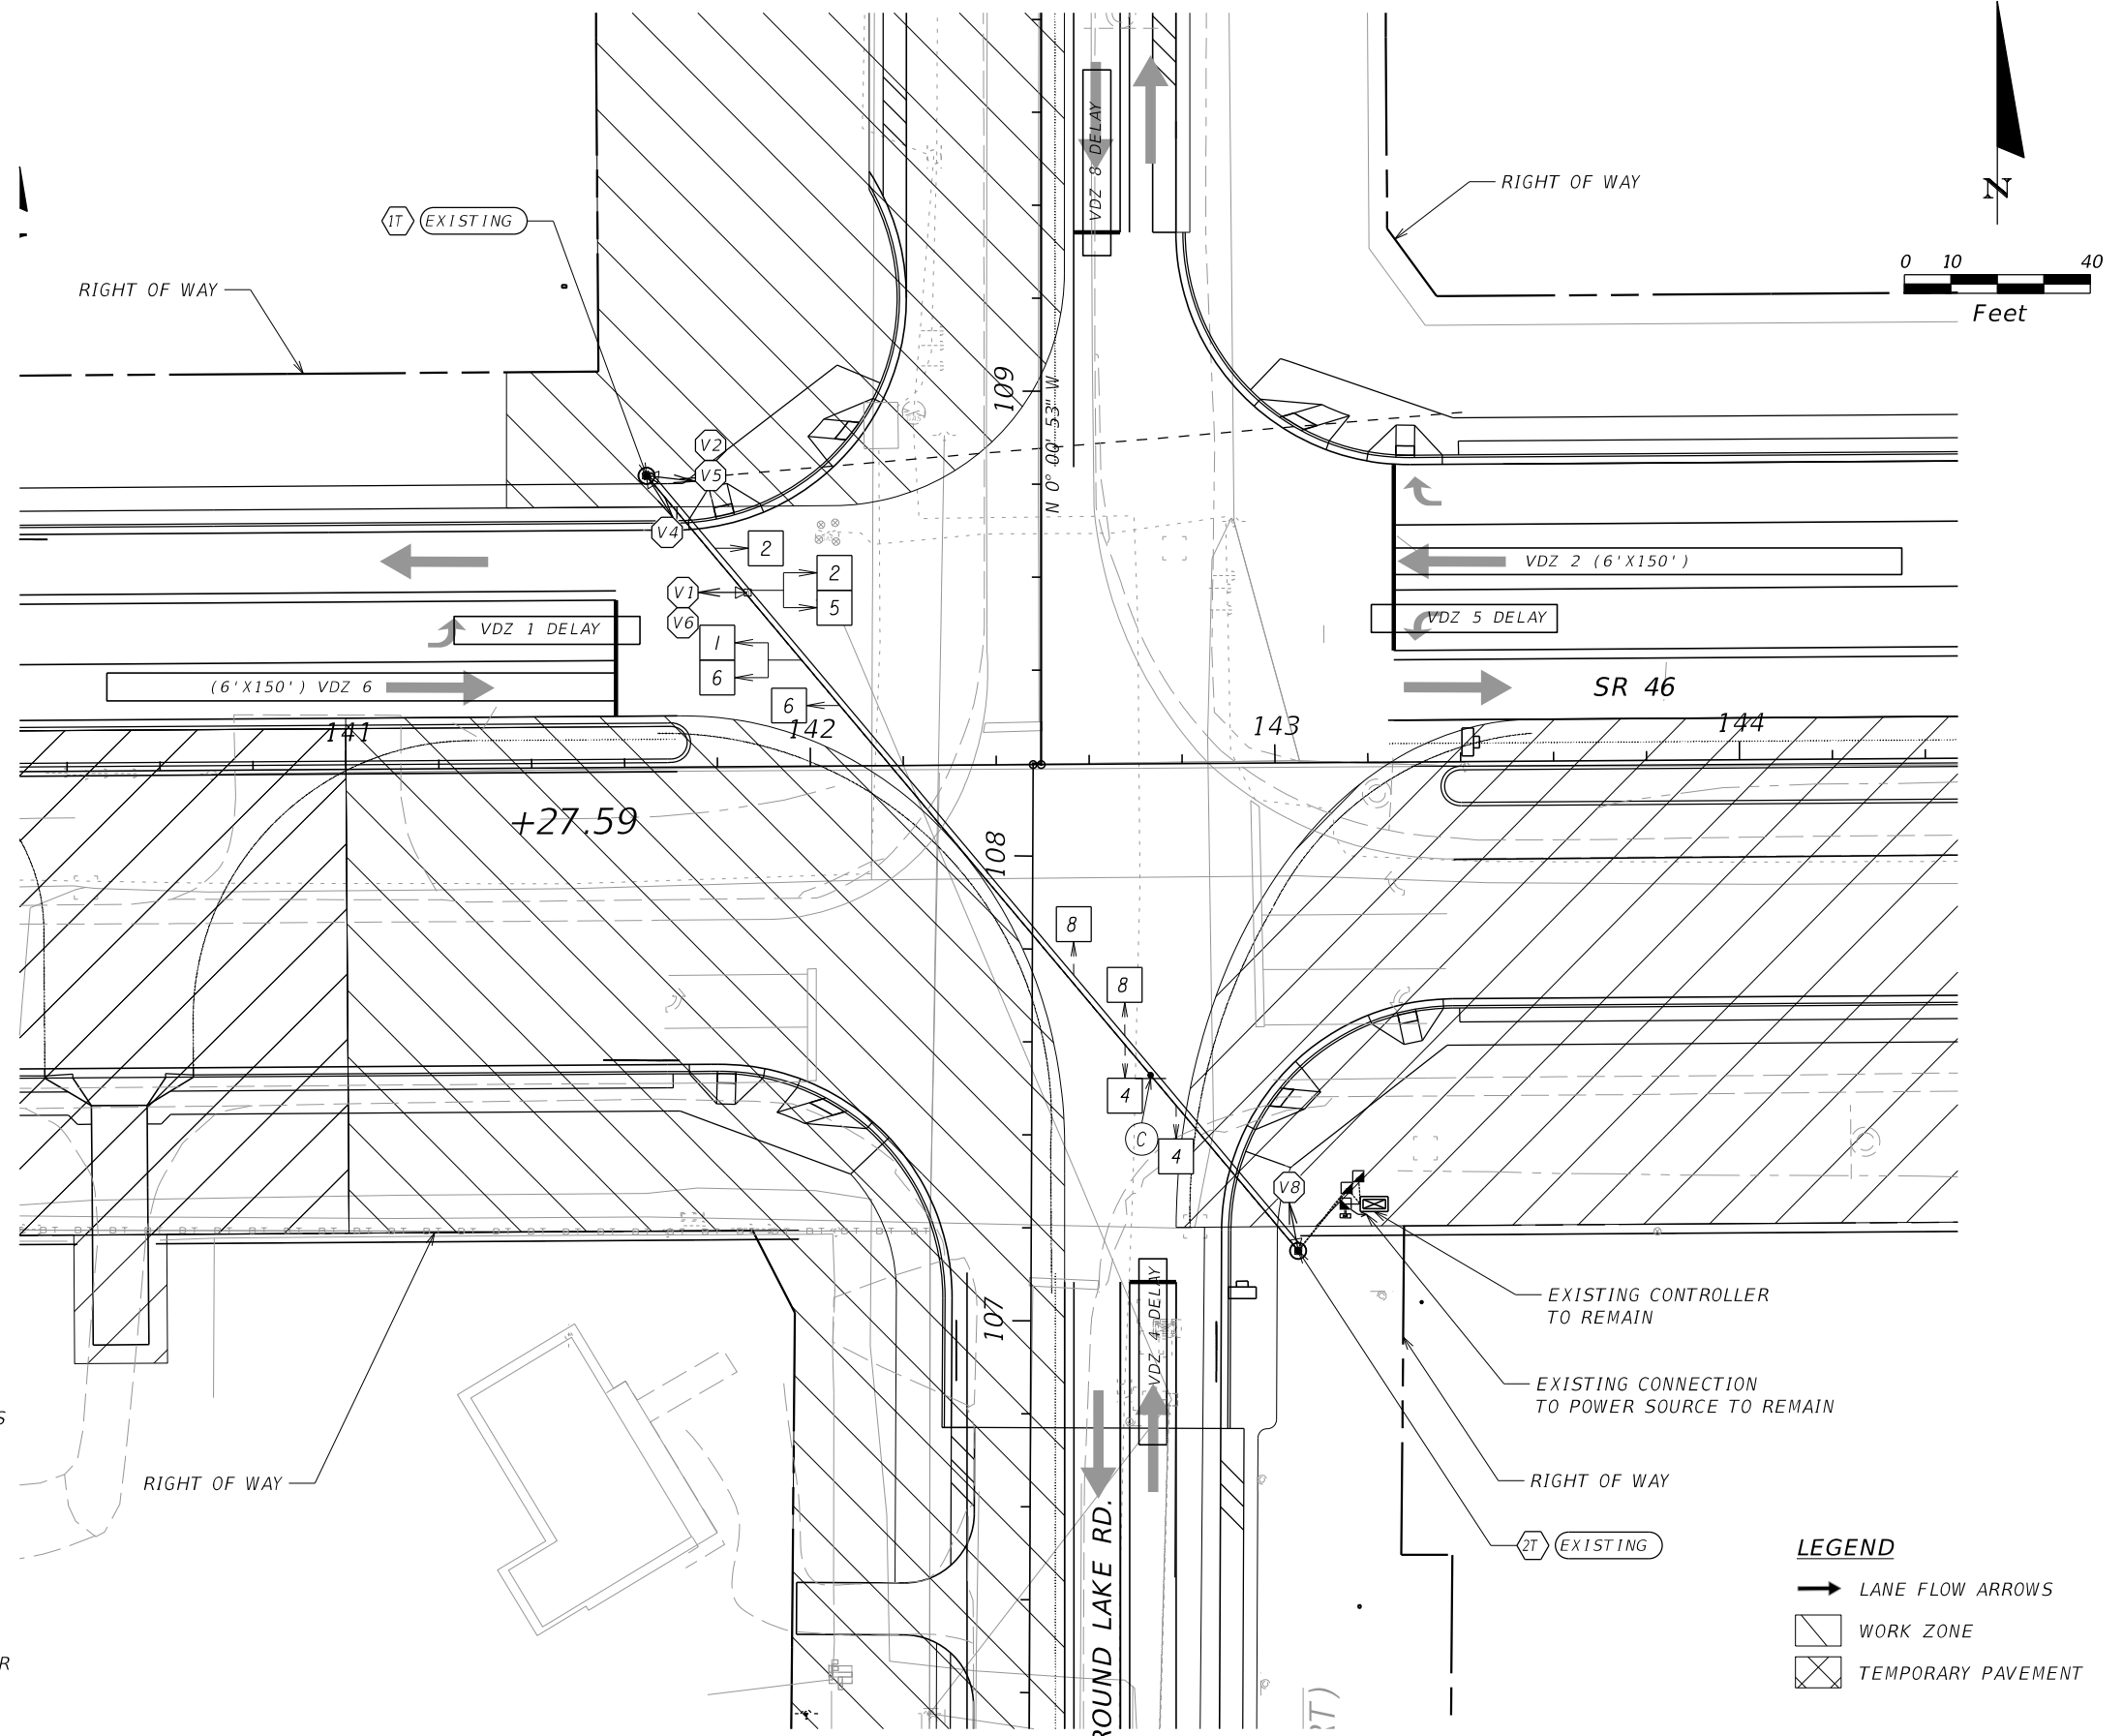 VDZ 8 DELAY
RIGHT OF WAY
N
1T EXISTING
0 10 40
Feet
RIGHT OF WAY
109
N 0° 00' 53" W
V2
V5
V4
2
2
5
V1
V6
VDZ 2 (6'X150')
VDZ 1 DELAY
VDZ 5 DELAY
1
6
(6'X150') VDZ 6
6
SR 46
141
142
143
144
+27.59
108
8
8
4
C
4
V8
107
VDZ 4 DELAY
EXISTING CONTROLLER
TO REMAIN
EXISTING CONNECTION
TO POWER SOURCE TO REMAIN
RIGHT OF WAY
RIGHT OF WAY
2T EXISTING
ROUND LAKE RD.
LEGEND
LANE FLOW ARROWS
WORK ZONE
TEMPORARY PAVEMENT
S
R
RT)